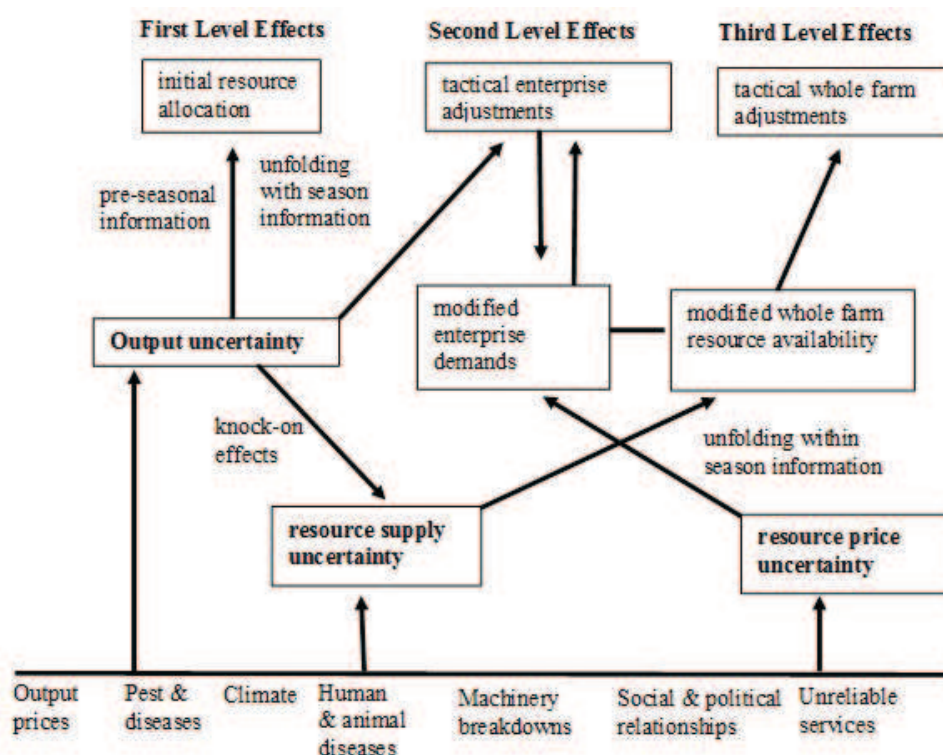 First Level Effects
Second Level Effects
Third Level Effects
initial resource
allocation
tactical enterprise
adjustments
tactical whole farm
adjustments
pre-seasonal
information
unfolding
with season
information
Output uncertainty
modified
enterprise
demands
modified whole farm
resource availability
knock-on
effects
unfolding within
season information
resource supply
uncertainty
resource price
uncertainty
Output
prices
Pest &
diseases
Climate
Human
& animal
diseases
Machinery
breakdowns
Social & political
relationships
Unreliable
services